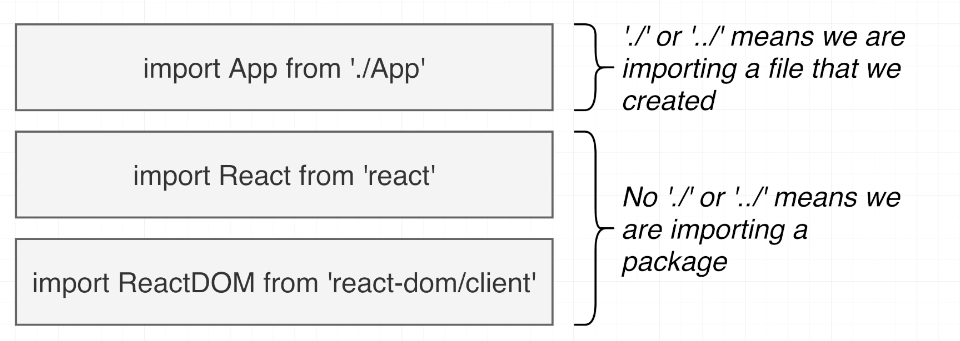 import App from './App'
'./' or '../' means we are
importing a file that we
created
import React from 'react'
import ReactDOM from 'react-dom/client'
No './' or '../' means we
are importing a
package